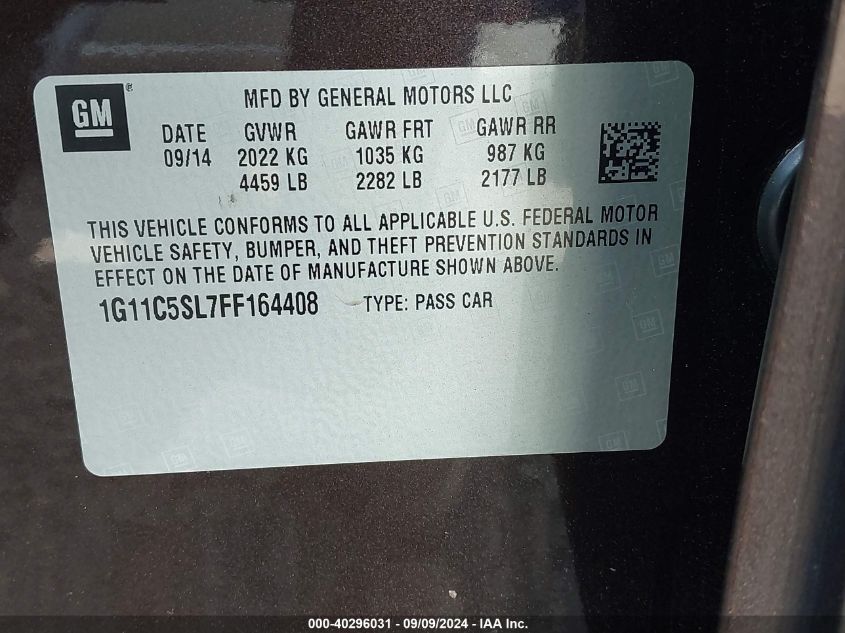 GM®
MFD BY GENERAL MOTORS LLC
DATE GVWR GAWR FRT GAWR RR
09/14 2022 KG 1035 KG 987 KG
4459 LB 2282 LB 2177 LB
THIS VEHICLE CONFORMS TO ALL APPLICABLE U.S. FEDERAL MOTOR
VEHICLE SAFETY, BUMPER, AND THEFT PREVENTION STANDARDS IN
EFFECT ON THE DATE OF MANUFACTURE SHOWN ABOVE.
1G11C5SL7FF164408 TYPE: PASS CAR
000-40296031 - 09/09/2024 - IAA Inc.